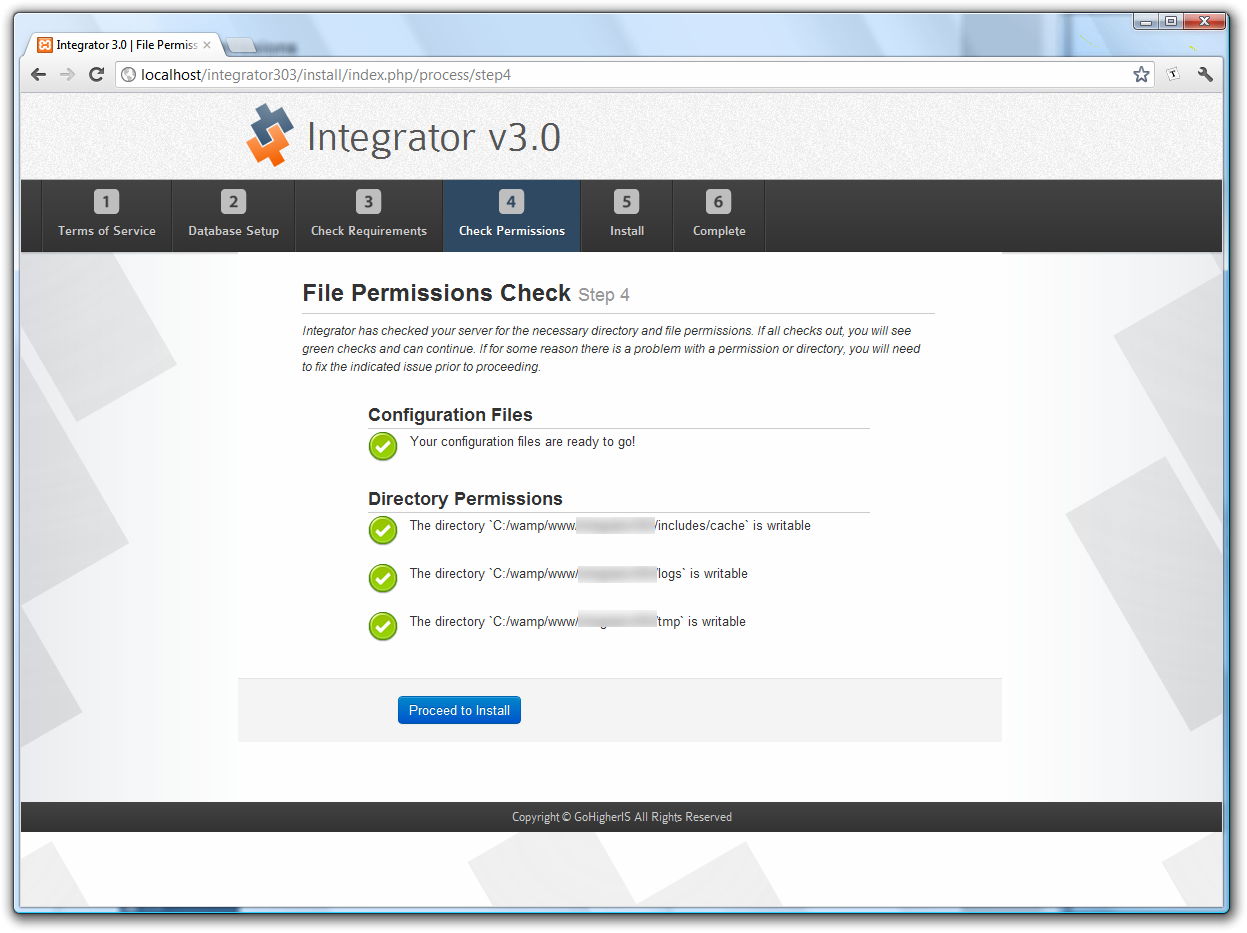 Integrator 3.0 | File Permiss
localhost/integrator303/install/index.php/process/step4
Integrator v3.0
1
Terms of Service
2
Database Setup
3
Check Requirements
4
Check Permissions
5
Install
6
Complete
File Permissions Check Step 4
Integrator has checked your server for the necessary directory and file permissions. If all checks out, you will see
green checks and can continue. If for some reason there is a problem with a permission or directory, you will need
to fix the indicated issue prior to proceeding.
Configuration Files
Your configuration files are ready to go!
Directory Permissions
The directory `C:/wamp/www/ /includes/cache` is writable
The directory `C:/wamp/www/ /logs` is writable
The directory `C:/wamp/www/ /tmp` is writable
Proceed to Install
Copyright © GoHigherIS All Rights Reserved